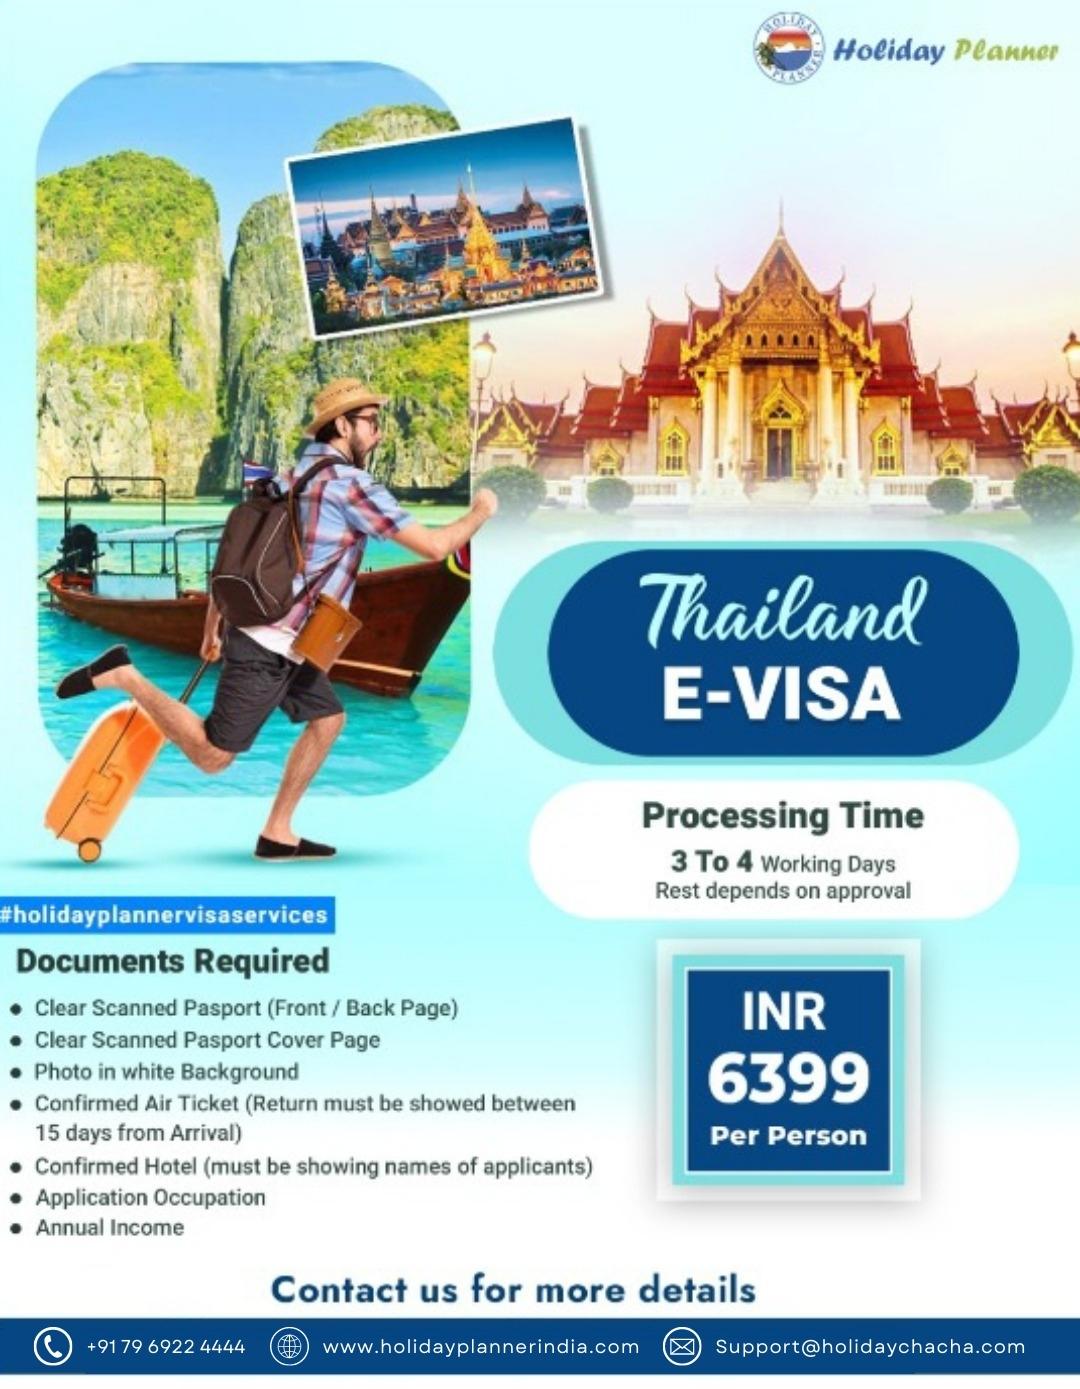 HOLIDAY PLANNER
Holiday Planner
Thailand
E-VISA
Processing Time
3 To 4 Working Days
Rest depends on approval
#holidayplannervisaservices
Documents Required
Clear Scanned Pasport (Front / Back Page)
Clear Scanned Pasport Cover Page
Photo in white Background
Confirmed Air Ticket (Return must be showed between
15 days from Arrival)
Confirmed Hotel (must be showing names of applicants)
Application Occupation
Annual Income
INR
6399
Per Person
Contact us for more details
+91 79 6922 4444
www.holidayplannerindia.com
Support@holidaychacha.com